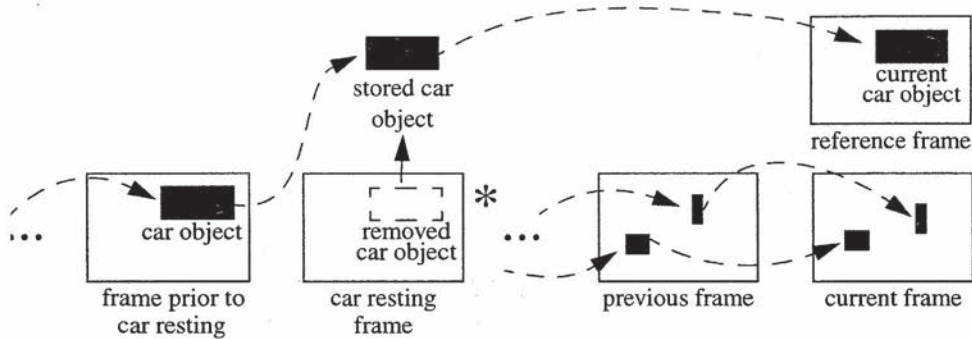 stored car
object
current
car object
reference frame
...
car object
frame prior to
car resting
removed
car object
*
car resting
frame
...
previous frame
current frame